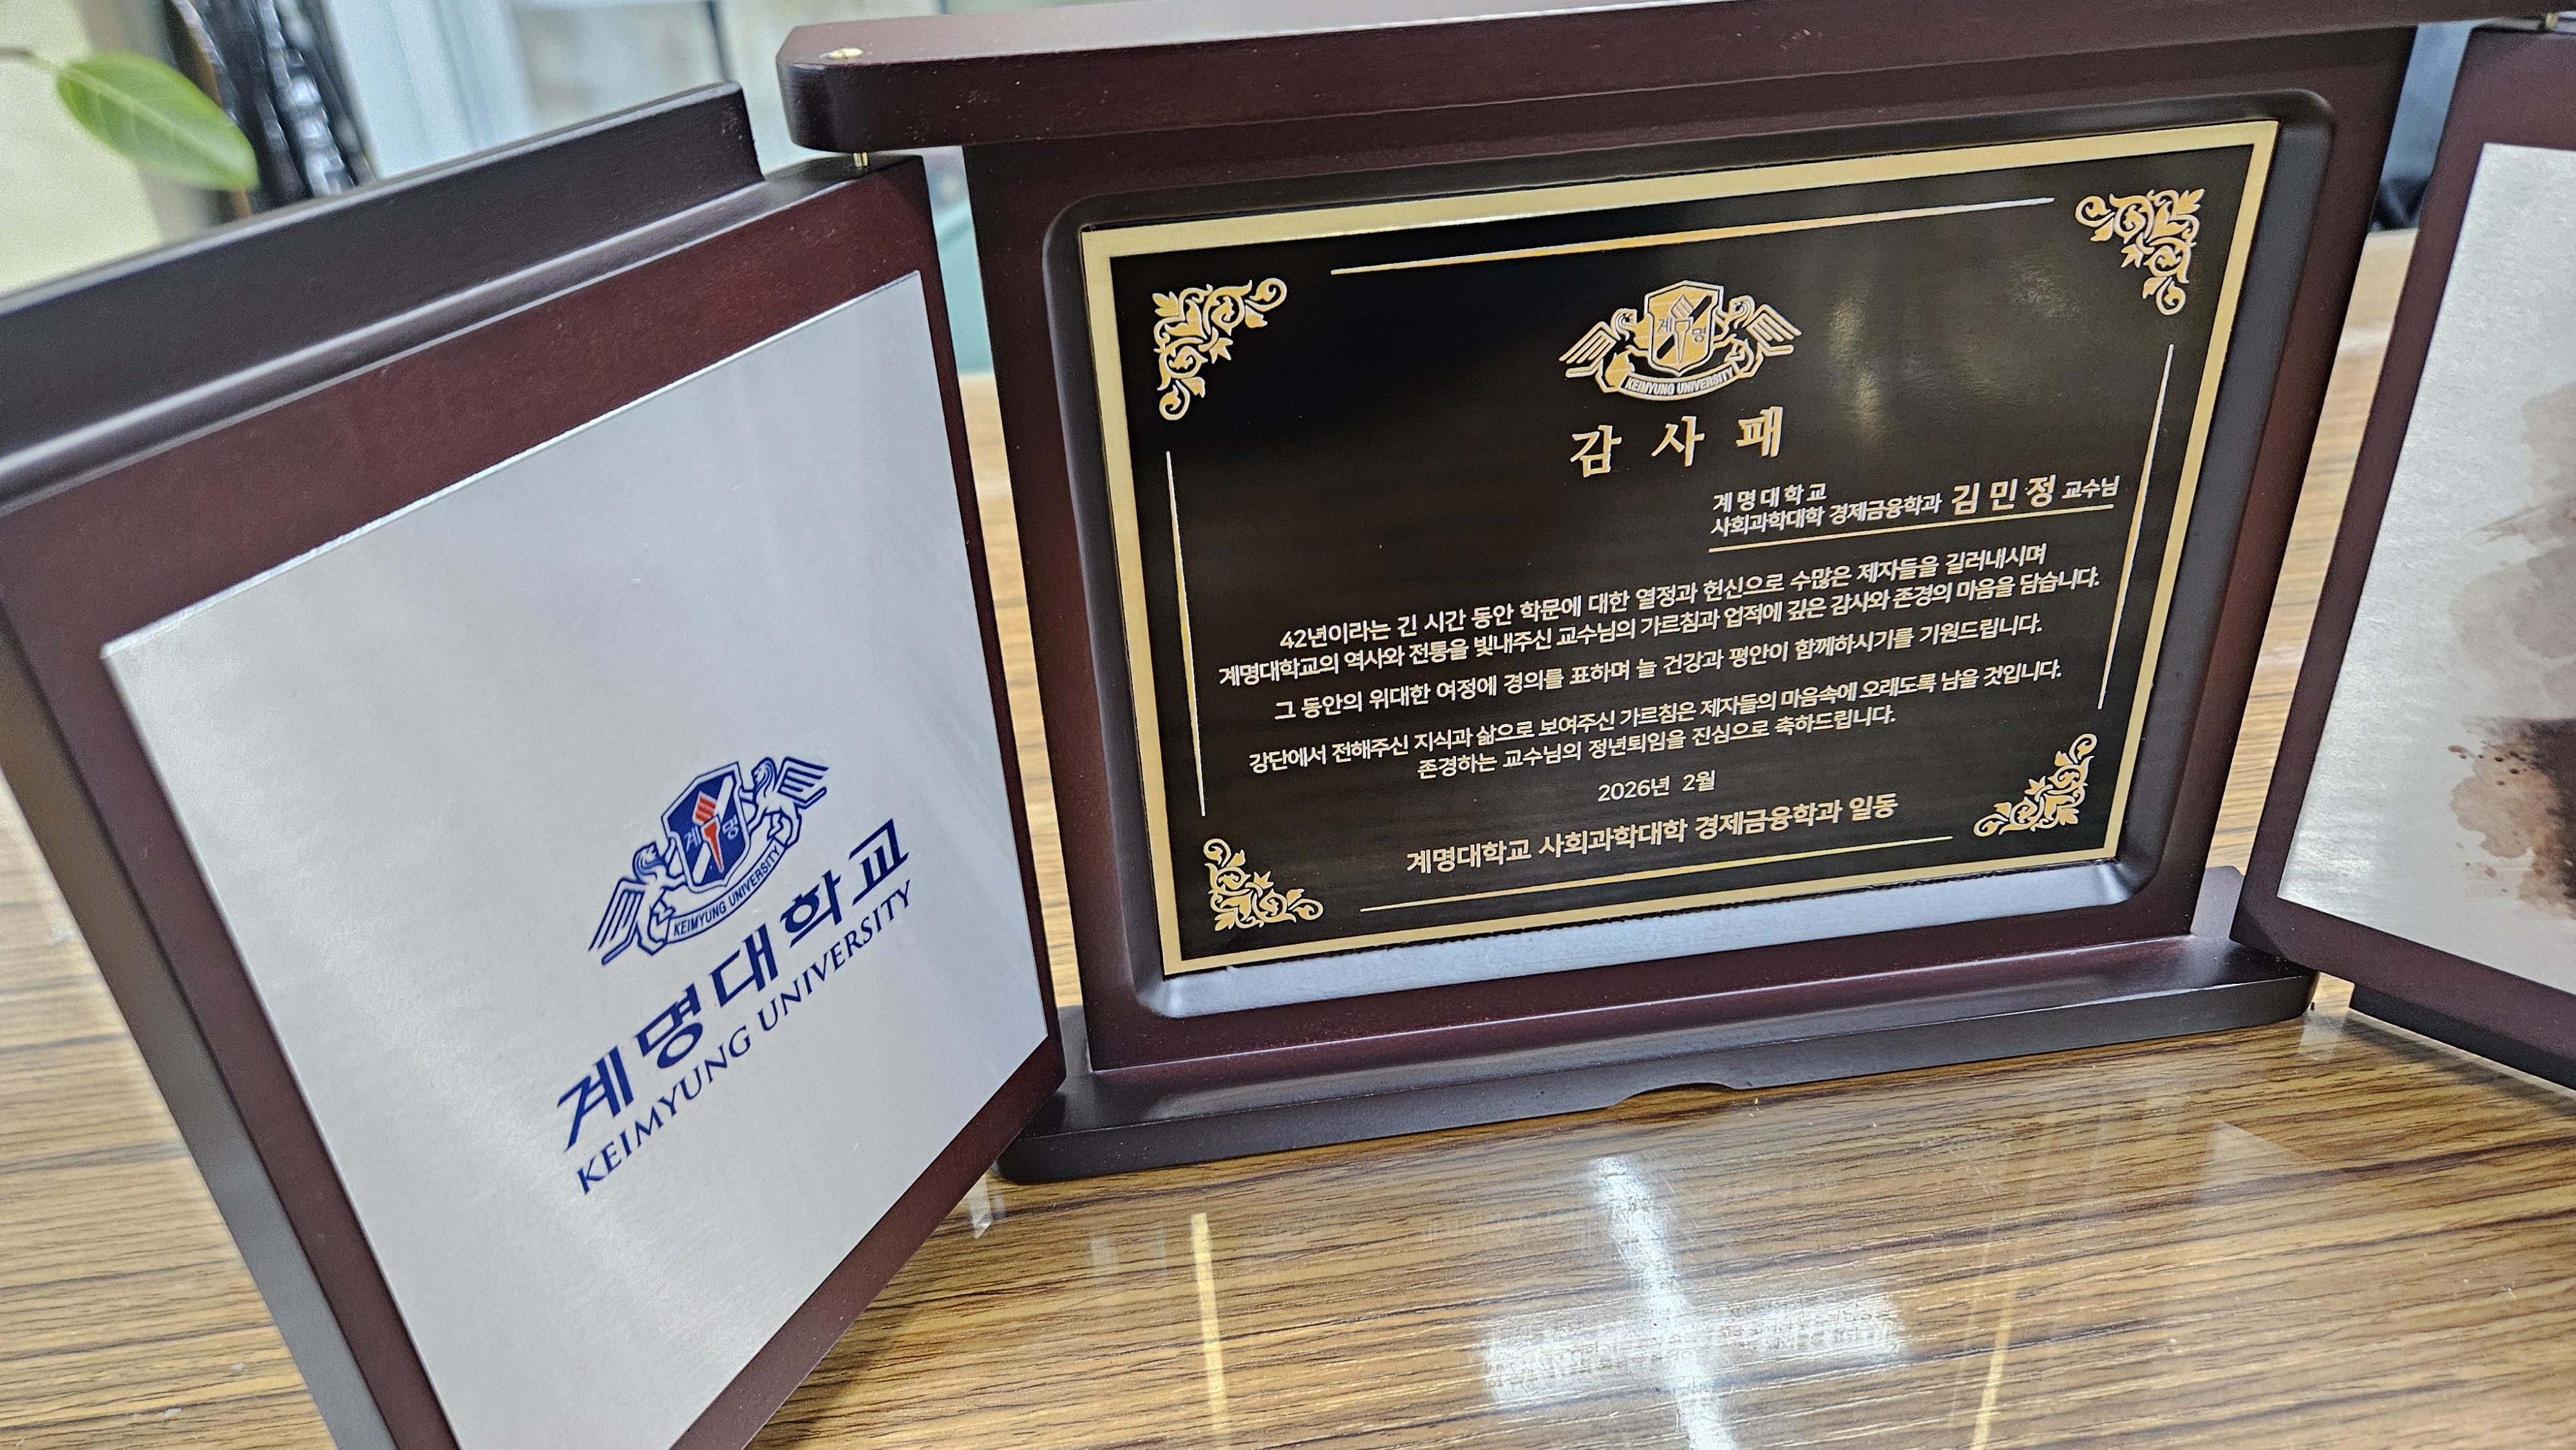 계명
KEIMYUNG UNIVERSITY
계명대학교
KEIMYUNG UNIVERSITY
계명
KEIMYUNG UNIVERSITY
감사패
계명대학교
사회과학대학 경제금융학과 김민정 교수님
42년이라는 긴 시간 동안 학문에 대한 열정과 헌신으로 수많은 제자들을 길러내시며
계명대학교의 역사와 전통을 빛내주신 교수님의 가르침과 업적에 깊은 감사와 존경의 마음을 담습니다.
그 동안의 위대한 여정에 경의를 표하며 늘 건강과 평안이 함께하시기를 기원드립니다.
강단에서 전해주신 지식과 삶으로 보여주신 가르침은 제자들의 마음속에 오래도록 남을 것입니다.
존경하는 교수님의 정년퇴임을 진심으로 축하드립니다.
2026년 2월
계명대학교 사회과학대학 경제금융학과 일동